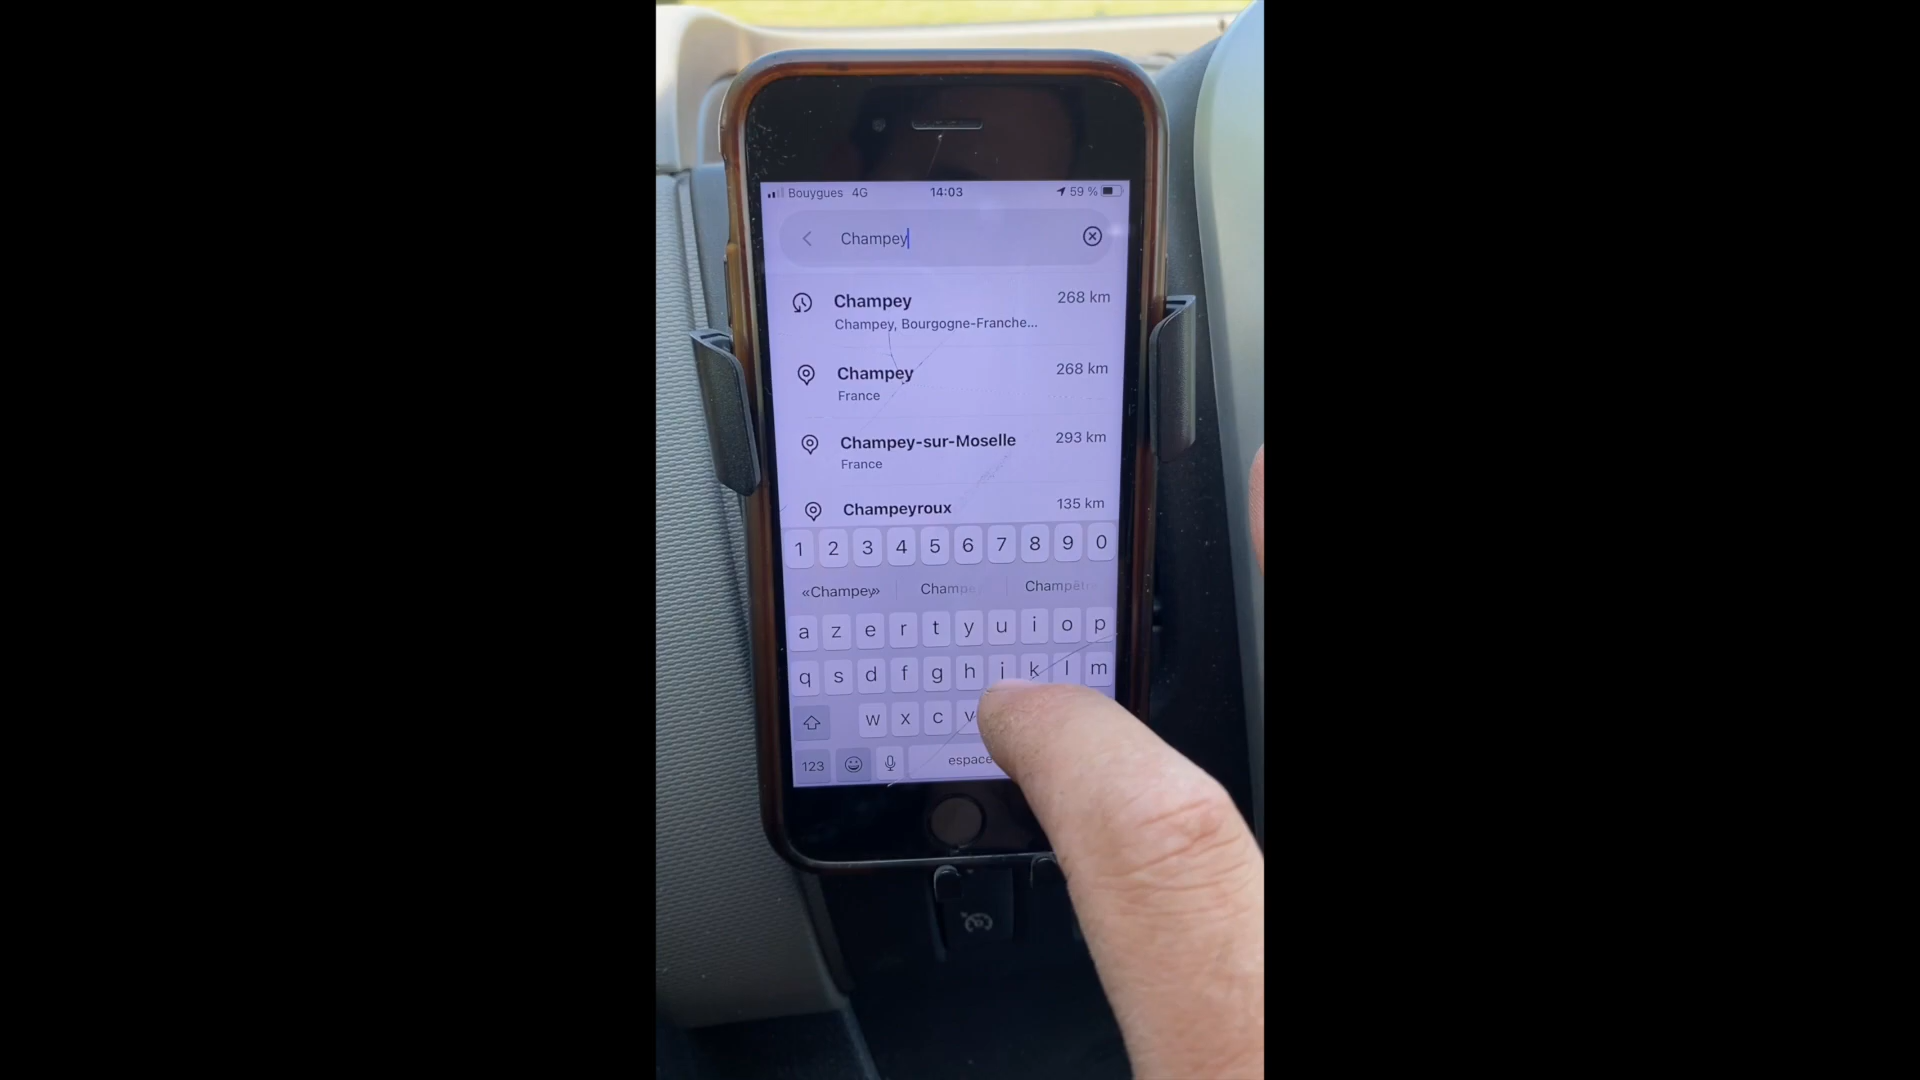 Bouygues 4G 14:03 59 %
Champey
Champey 268 km
Champey, Bourgogne-Franche...
Champey 268 km
France
Champey-sur-Moselle 293 km
France
Champeyroux 135 km
1 2 3 4 5 6 7 8 9 0
«Champey» Champe Champêtre
a z e r t y u i o p
q s d f g h j k l m
w x c v
123 espace